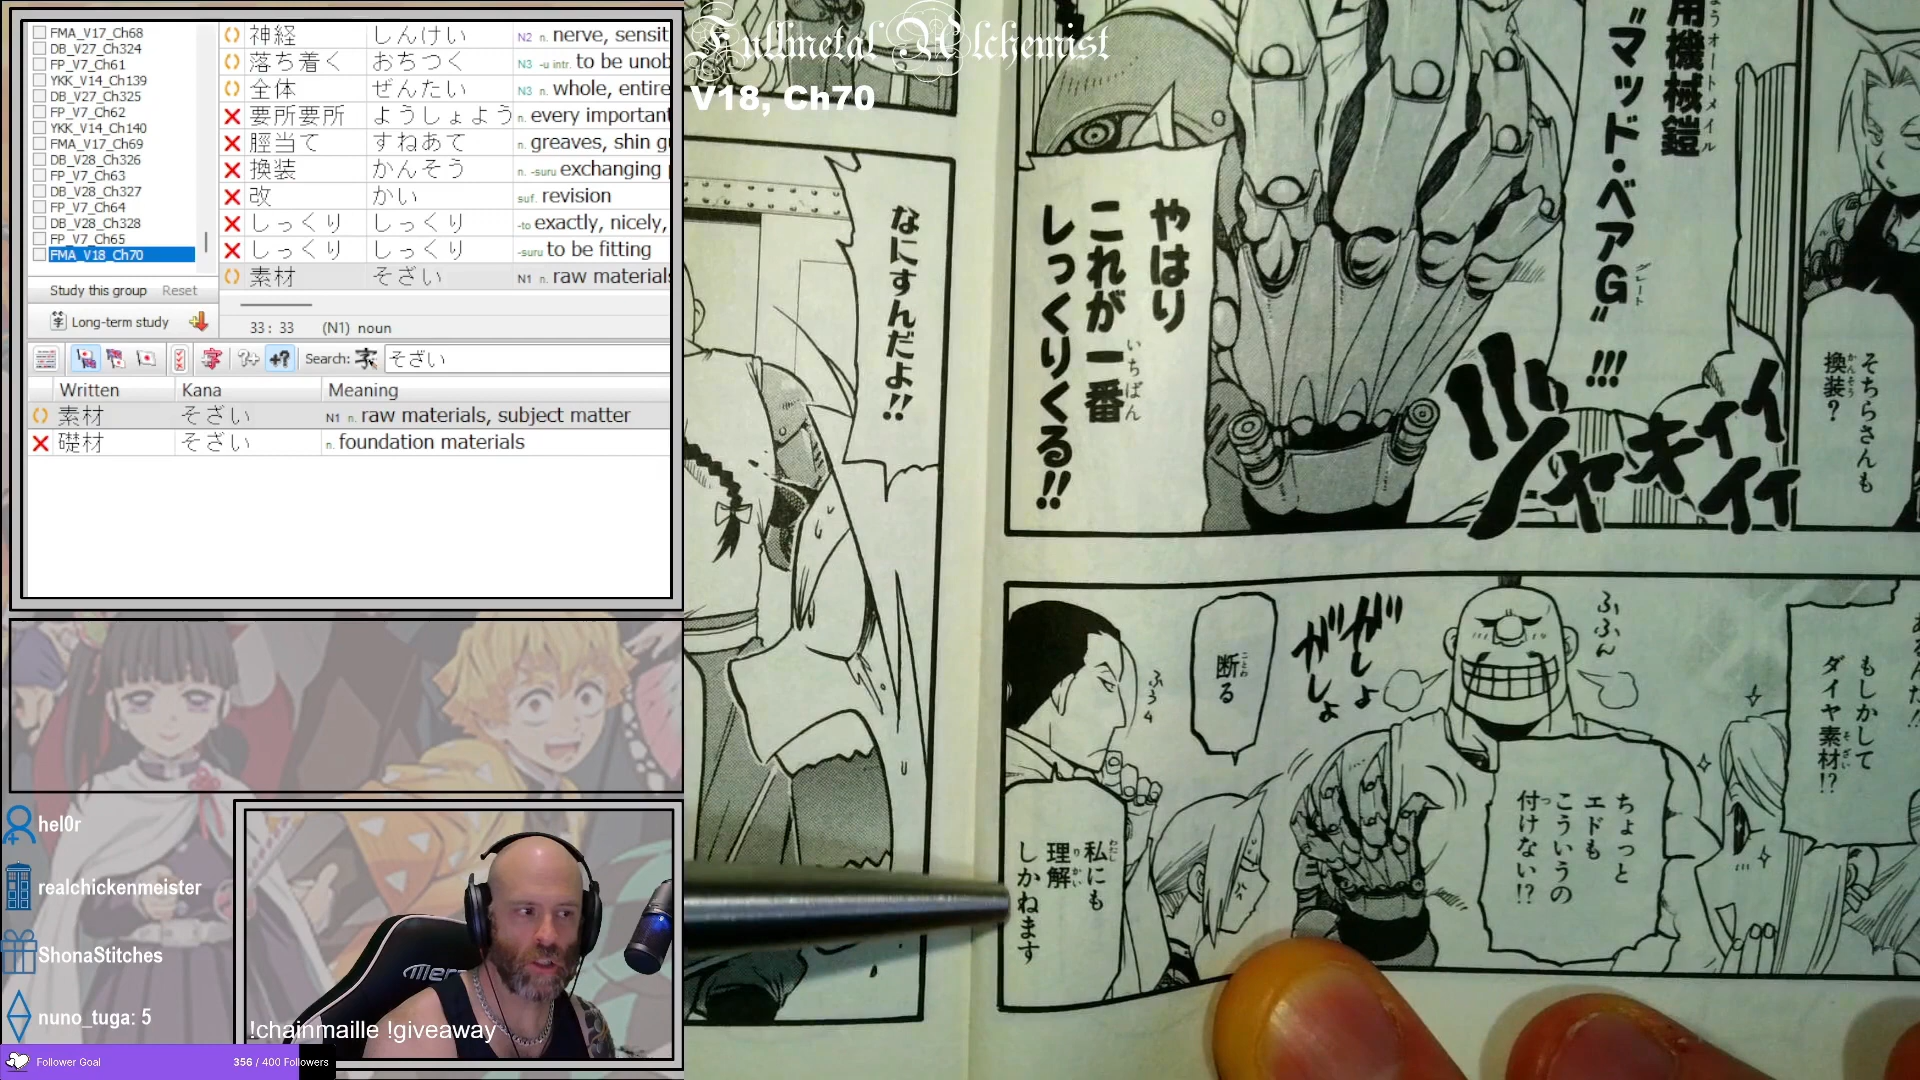 FMA_V17_Ch68
DB_V27_Ch324
FP_V7_Ch61
YKK_V14_Ch139
DB_V27_Ch325
FP_V7_Ch62
YKK_V14_Ch140
FMA_V17_Ch69
DB_V28_Ch326
FP_V7_Ch63
DB_V28_Ch327
FP_V7_Ch64
DB_V28_Ch328
FP_V7_Ch65
FMA_V18_Ch70
Study this group Reset
Long-term study
神経 しんけい N2 n. nerve, sensit
落ち着く おちつく N3 -u intr. to be unob
全体 ぜんたい N3 n. whole, entire
要所要所 ようしょよう n. every important
脛当て すねあて n. greaves, shin g
換装 かんそう n. -suru exchanging
改 かい suf. revision
しっくり しっくり -to exactly, nicely,
しっくり しっくり -suru to be fitting
素材 そざい N1 n. raw materials
33: 33 (N1) noun
Search: 字 そざい
Written Kana Meaning
素材 そざい N1 n. raw materials, subject matter
礎材 そざい n. foundation materials
hel0r
realchickenmeister
ShonaStitches
nuno_tuga: 5
!chainmaille !giveaway
Follower Goal 356 / 400 Followers
Fullmetal Alchemist
V18, Ch70
用機械鎧
"マッド・ベアG"!!!
やはり
これが一番
しっくりくる!!
ジャキイイイイ
そちらさんも
換装?
なにすんだよ!!
もしかして
ダイヤ素材!?
ふふん
ちょっと
エドも
こういうの
付けない!?
がしょ
がしょ
断る
ふうむ
私にも
理解
しかねます